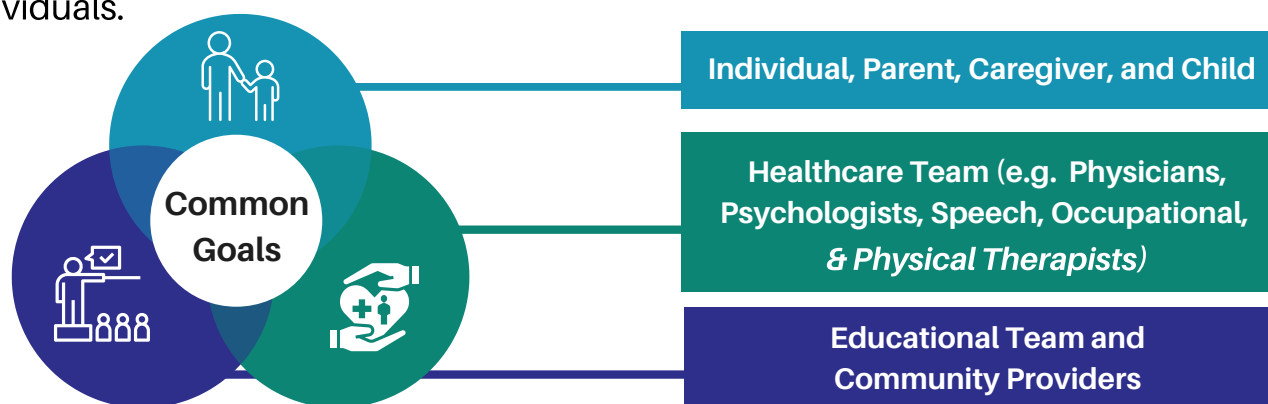 viduals.
Individual, Parent, Caregiver, and Child
Common
Goals
Healthcare Team (e.g. Physicians,
Psychologists, Speech, Occupational,
& Physical Therapists)
Educational Team and
Community Providers